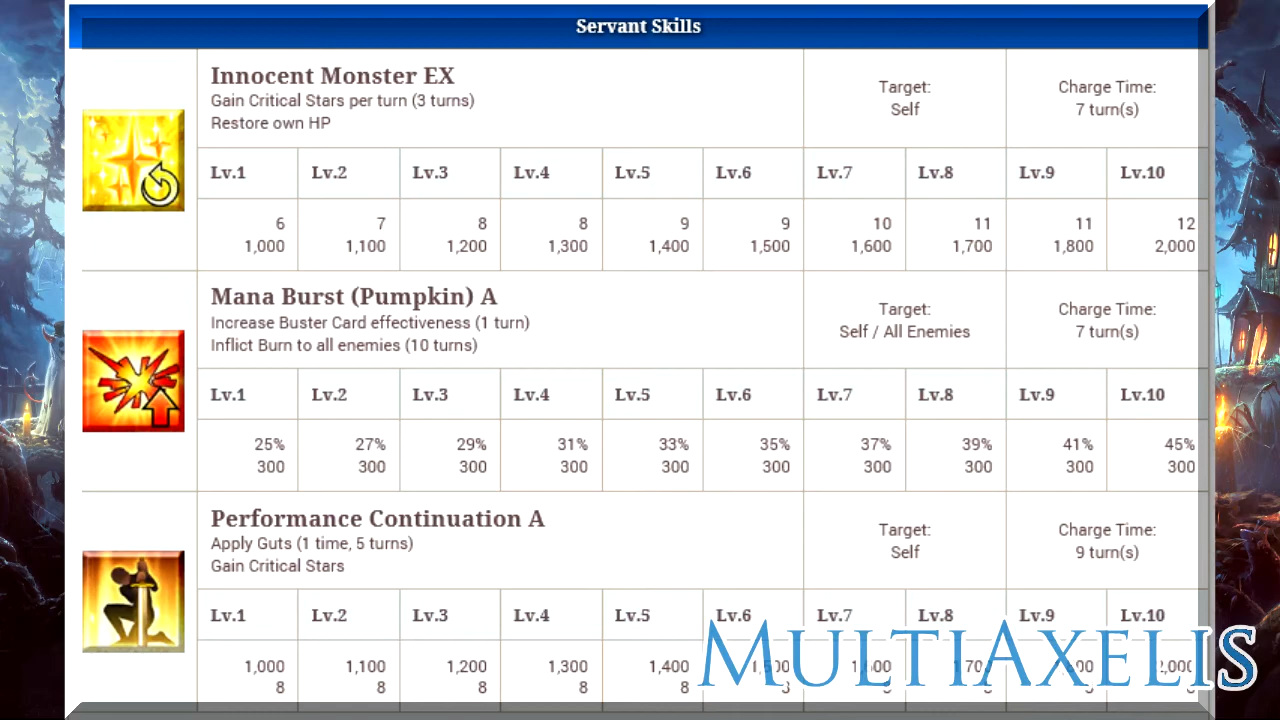 Servant Skills
Innocent Monster EX
Gain Critical Stars per turn (3 turns)
Restore own HP
Target:
Self
Charge Time:
7 turn(s)
Lv.1 Lv.2 Lv.3 Lv.4 Lv.5 Lv.6 Lv.7 Lv.8 Lv.9 Lv.10
6 7 8 8 9 9 10 11 11 12
1,000 1,100 1,200 1,300 1,400 1,500 1,600 1,700 1,800 2,000
Mana Burst (Pumpkin) A
Increase Buster Card effectiveness (1 turn)
Inflict Burn to all enemies (10 turns)
Target:
Self / All Enemies
Charge Time:
7 turn(s)
Lv.1 Lv.2 Lv.3 Lv.4 Lv.5 Lv.6 Lv.7 Lv.8 Lv.9 Lv.10
25% 27% 29% 31% 33% 35% 37% 39% 41% 45%
300 300 300 300 300 300 300 300 300 300
Performance Continuation A
Apply Guts (1 time, 5 turns)
Gain Critical Stars
Target:
Self
Charge Time:
9 turn(s)
Lv.1 Lv.2 Lv.3 Lv.4 Lv.5 Lv.6 Lv.7 Lv.8 Lv.9 Lv.10
1,000 1,100 1,200 1,300 1,400
8 8 8 8 8
MultiAxelis